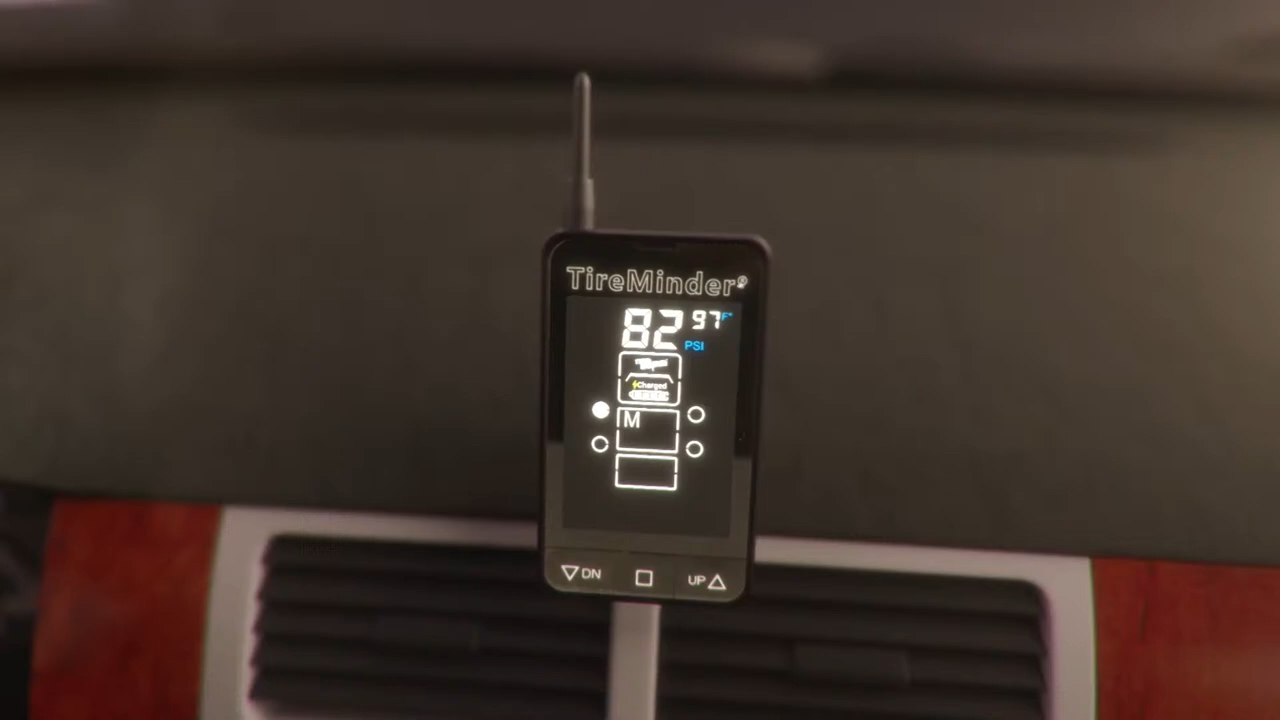 TireMinder®
82 97 F°
PSI
Charged
M
DN UP